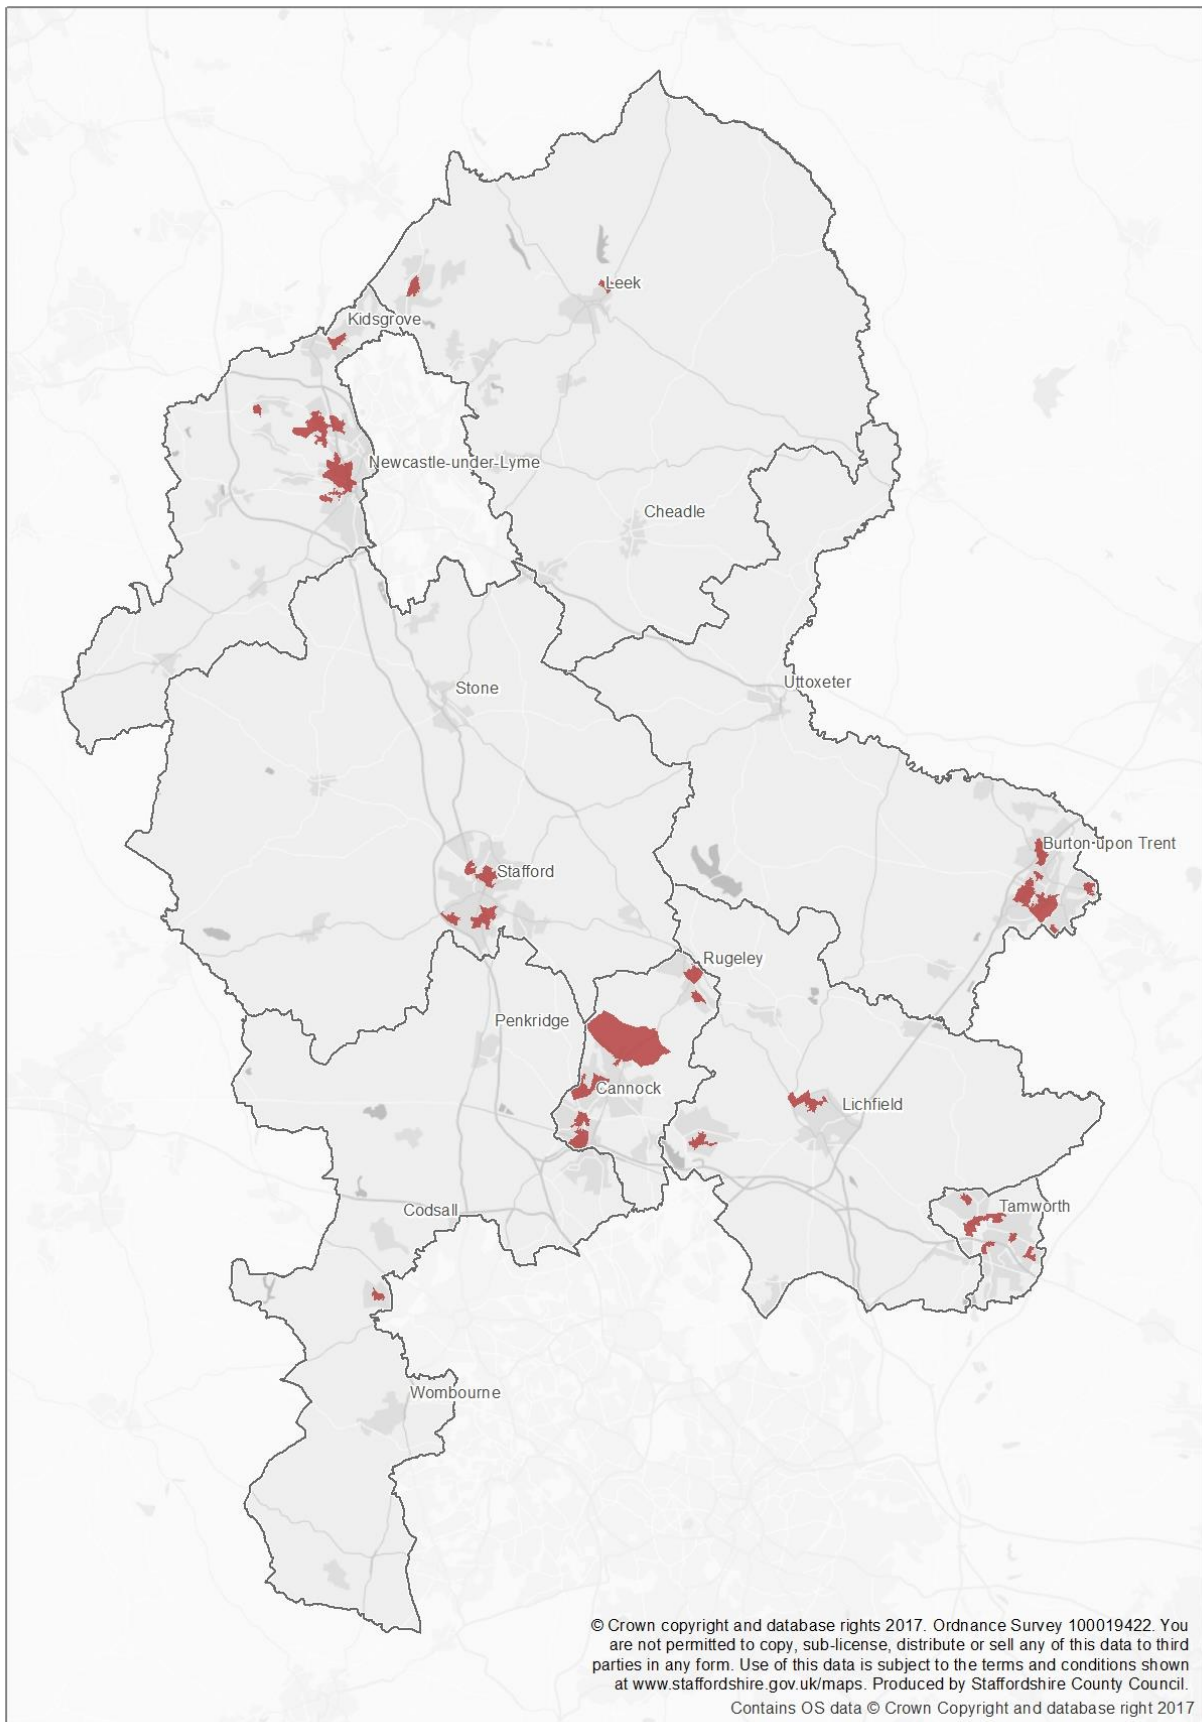 Leek
Kidsgrove
Newcastle-under-Lyme
Cheadle
Stone
Uttoxeter
Burton-upon Trent
Stafford
Rugeley
Penkridge
Cannock
Lichfield
Tamworth
Codsall
Wombourne
© Crown copyright and database rights 2017. Ordnance Survey 100019422. You
are not permitted to copy, sub-license, distribute or sell any of this data to third
parties in any form. Use of this data is subject to the terms and conditions shown
at www.staffordshire.gov.uk/maps. Produced by Staffordshire County Council.
Contains OS data © Crown Copyright and database right 2017